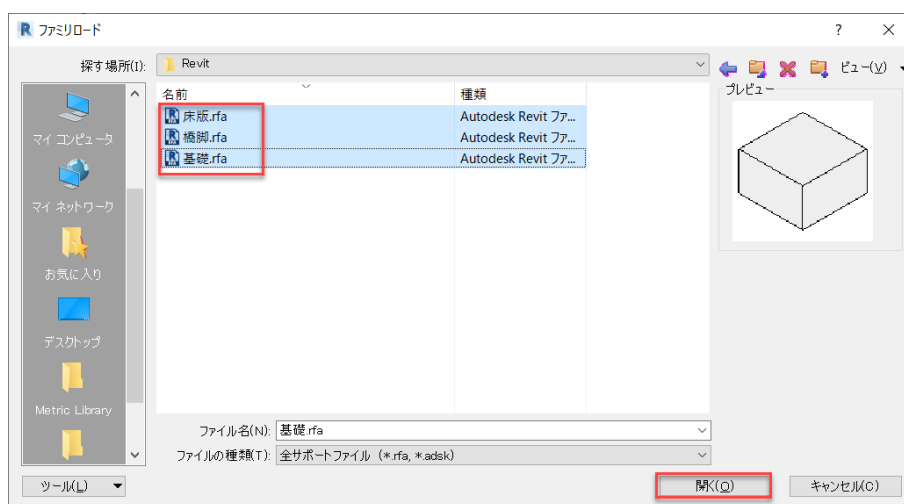 ファミリロード
探す場所(I):
Revit
ビュー(V)
マイ コンピュータ
マイ ネットワーク
お気に入り
デスクトップ
Metric Library
名前
種類
床版.rfa
Autodesk Revit ファ...
橋脚.rfa
Autodesk Revit ファ...
基礎.rfa
Autodesk Revit ファ...
プレビュー
ファイル名(N):
基礎.rfa
ファイルの種類(T):
全サポートファイル (*.rfa, *.adsk)
ツール(L)
開く(O)
キャンセル(C)